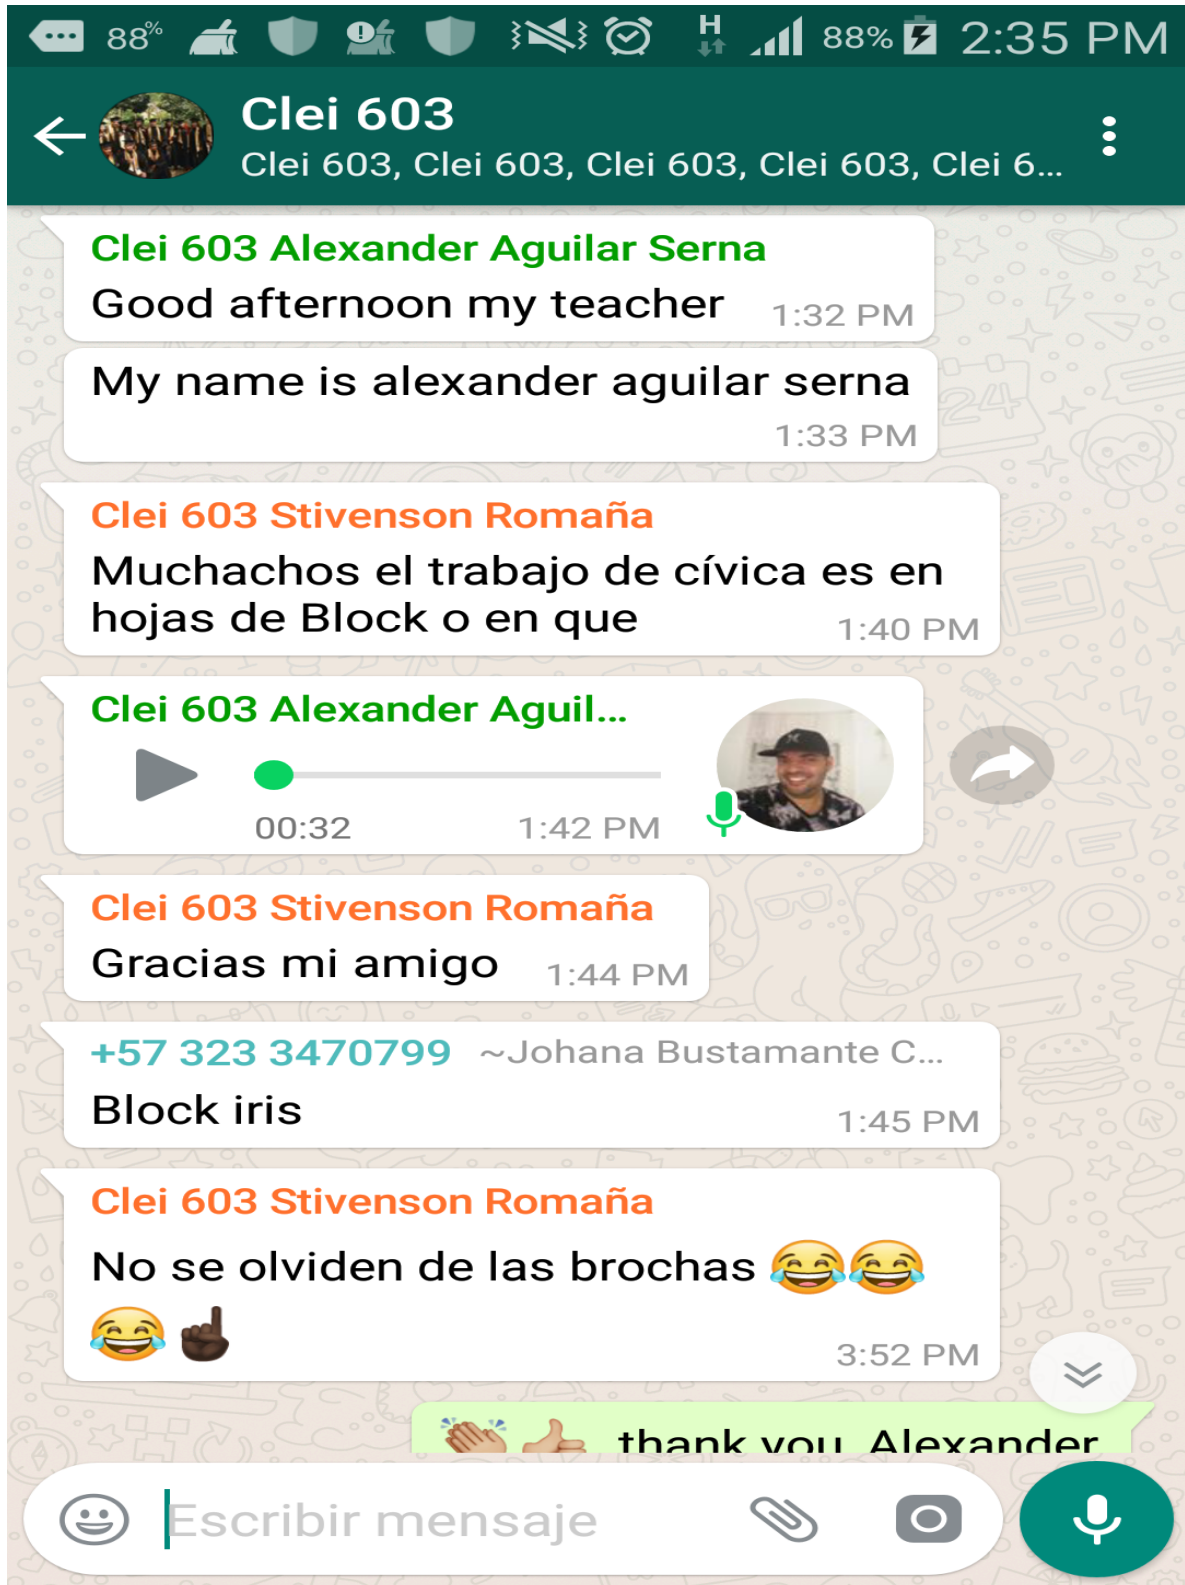 88%
H
88%
2:35 PM
Clei 603
Clei 603, Clei 603, Clei 603, Clei 603, Clei 6...
Clei 603 Alexander Aguilar Serna
Good afternoon my teacher 1:32 PM
My name is alexander aguilar serna
1:33 PM
Clei 603 Stivenson Romaña
Muchachos el trabajo de cívica es en
hojas de Block o en que 1:40 PM
Clei 603 Alexander Aguil...
00:32 1:42 PM
Clei 603 Stivenson Romaña
Gracias mi amigo 1:44 PM
+57 323 3470799 ~Johana Bustamante C...
Block iris 1:45 PM
Clei 603 Stivenson Romaña
No se olviden de las brochas 😂😂
😂☝🏿 3:52 PM
👏🏼👍🏼 thank you Alexander
Escribir mensaje